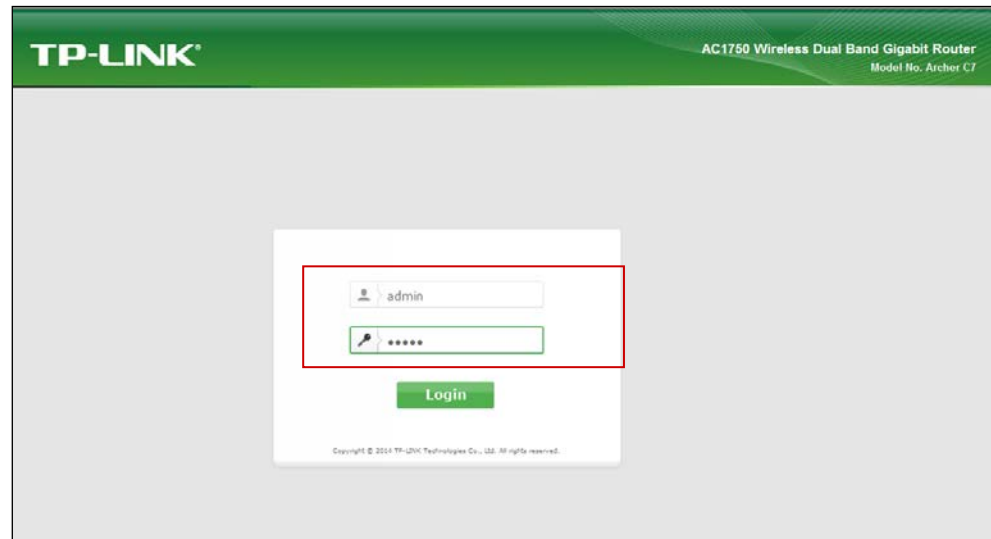 TP-LINK®
AC1750 Wireless Dual Band Gigabit Router
Model No. Archer C7
admin
•••••
Login
Copyright © 2014 TP-LINK Technologies Co., Ltd. All rights reserved.